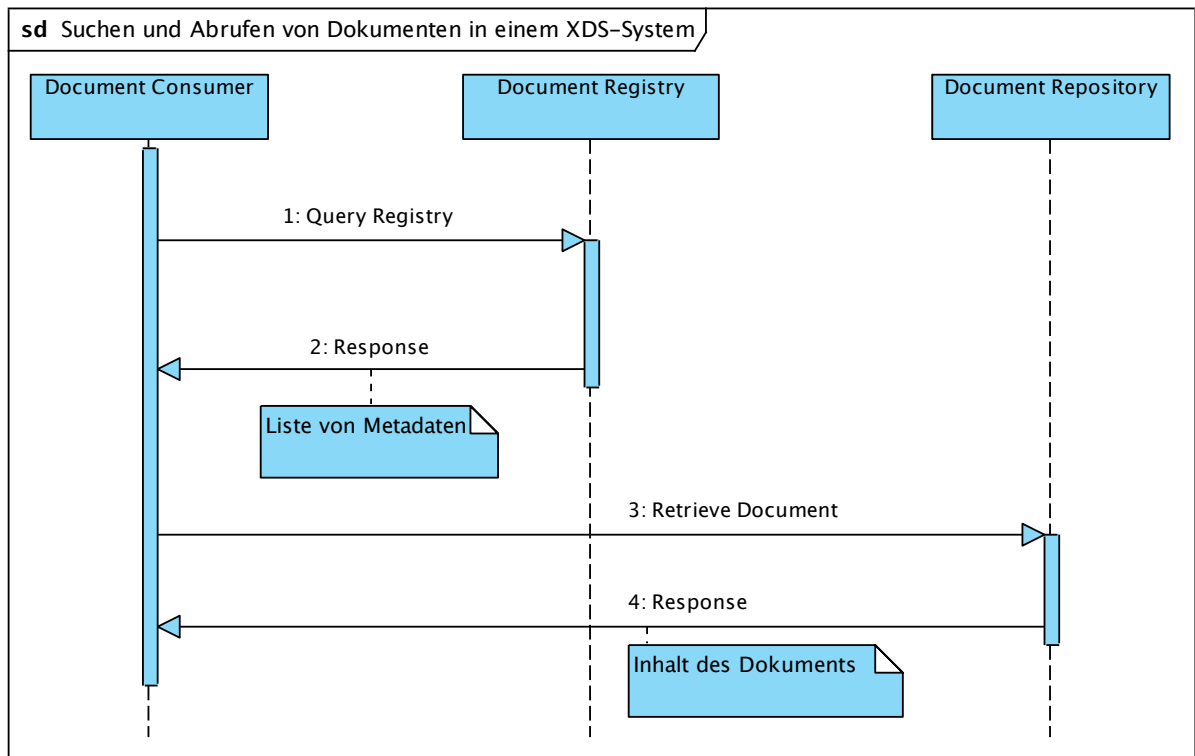 sd Suchen und Abrufen von Dokumenten in einem XDS-System
Document Consumer
Document Registry
Document Repository
1: Query Registry
2: Response
Liste von Metadaten
3: Retrieve Document
4: Response
Inhalt des Dokuments